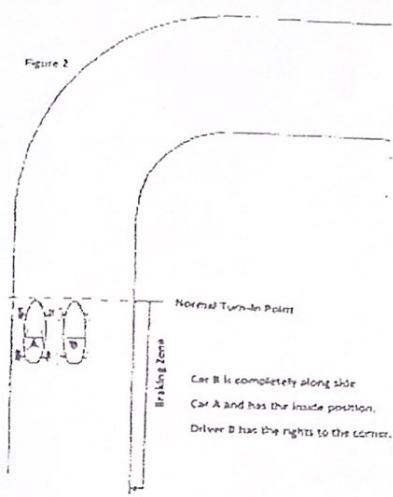 Figure 2
Normal Turn-In Point
Braking Zone
A
B
Car B is completely along side
Car A and has the inside position.
Driver B has the rights to the corner.